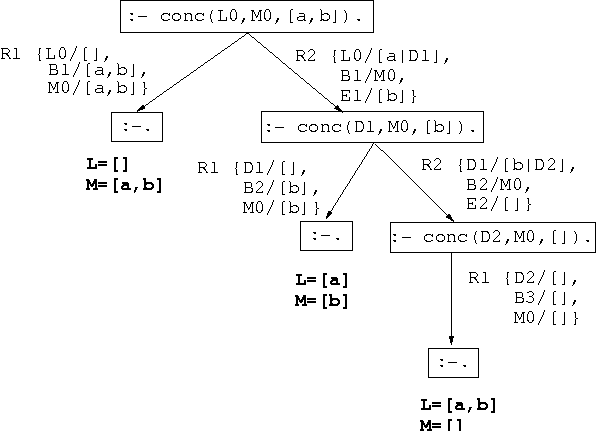 :- conc(L0,M0,[a,b]).
R1 {L0/[],
B1/[a,b],
M0/[a,b]}
R2 {L0/[a|D1],
B1/M0,
E1/[b]}
:-.
:- conc(D1,M0,[b]).
L=[]
M=[a,b]
R1 {D1/[],
B2/[b],
M0/[b]}
R2 {D1/[b|D2],
B2/M0,
E2/[]}
:-.
:- conc(D2,M0,[]).
L=[a]
M=[b]
R1 {D2/[],
B3/[],
M0/[]}
:-.
L=[a,b]
M=[]